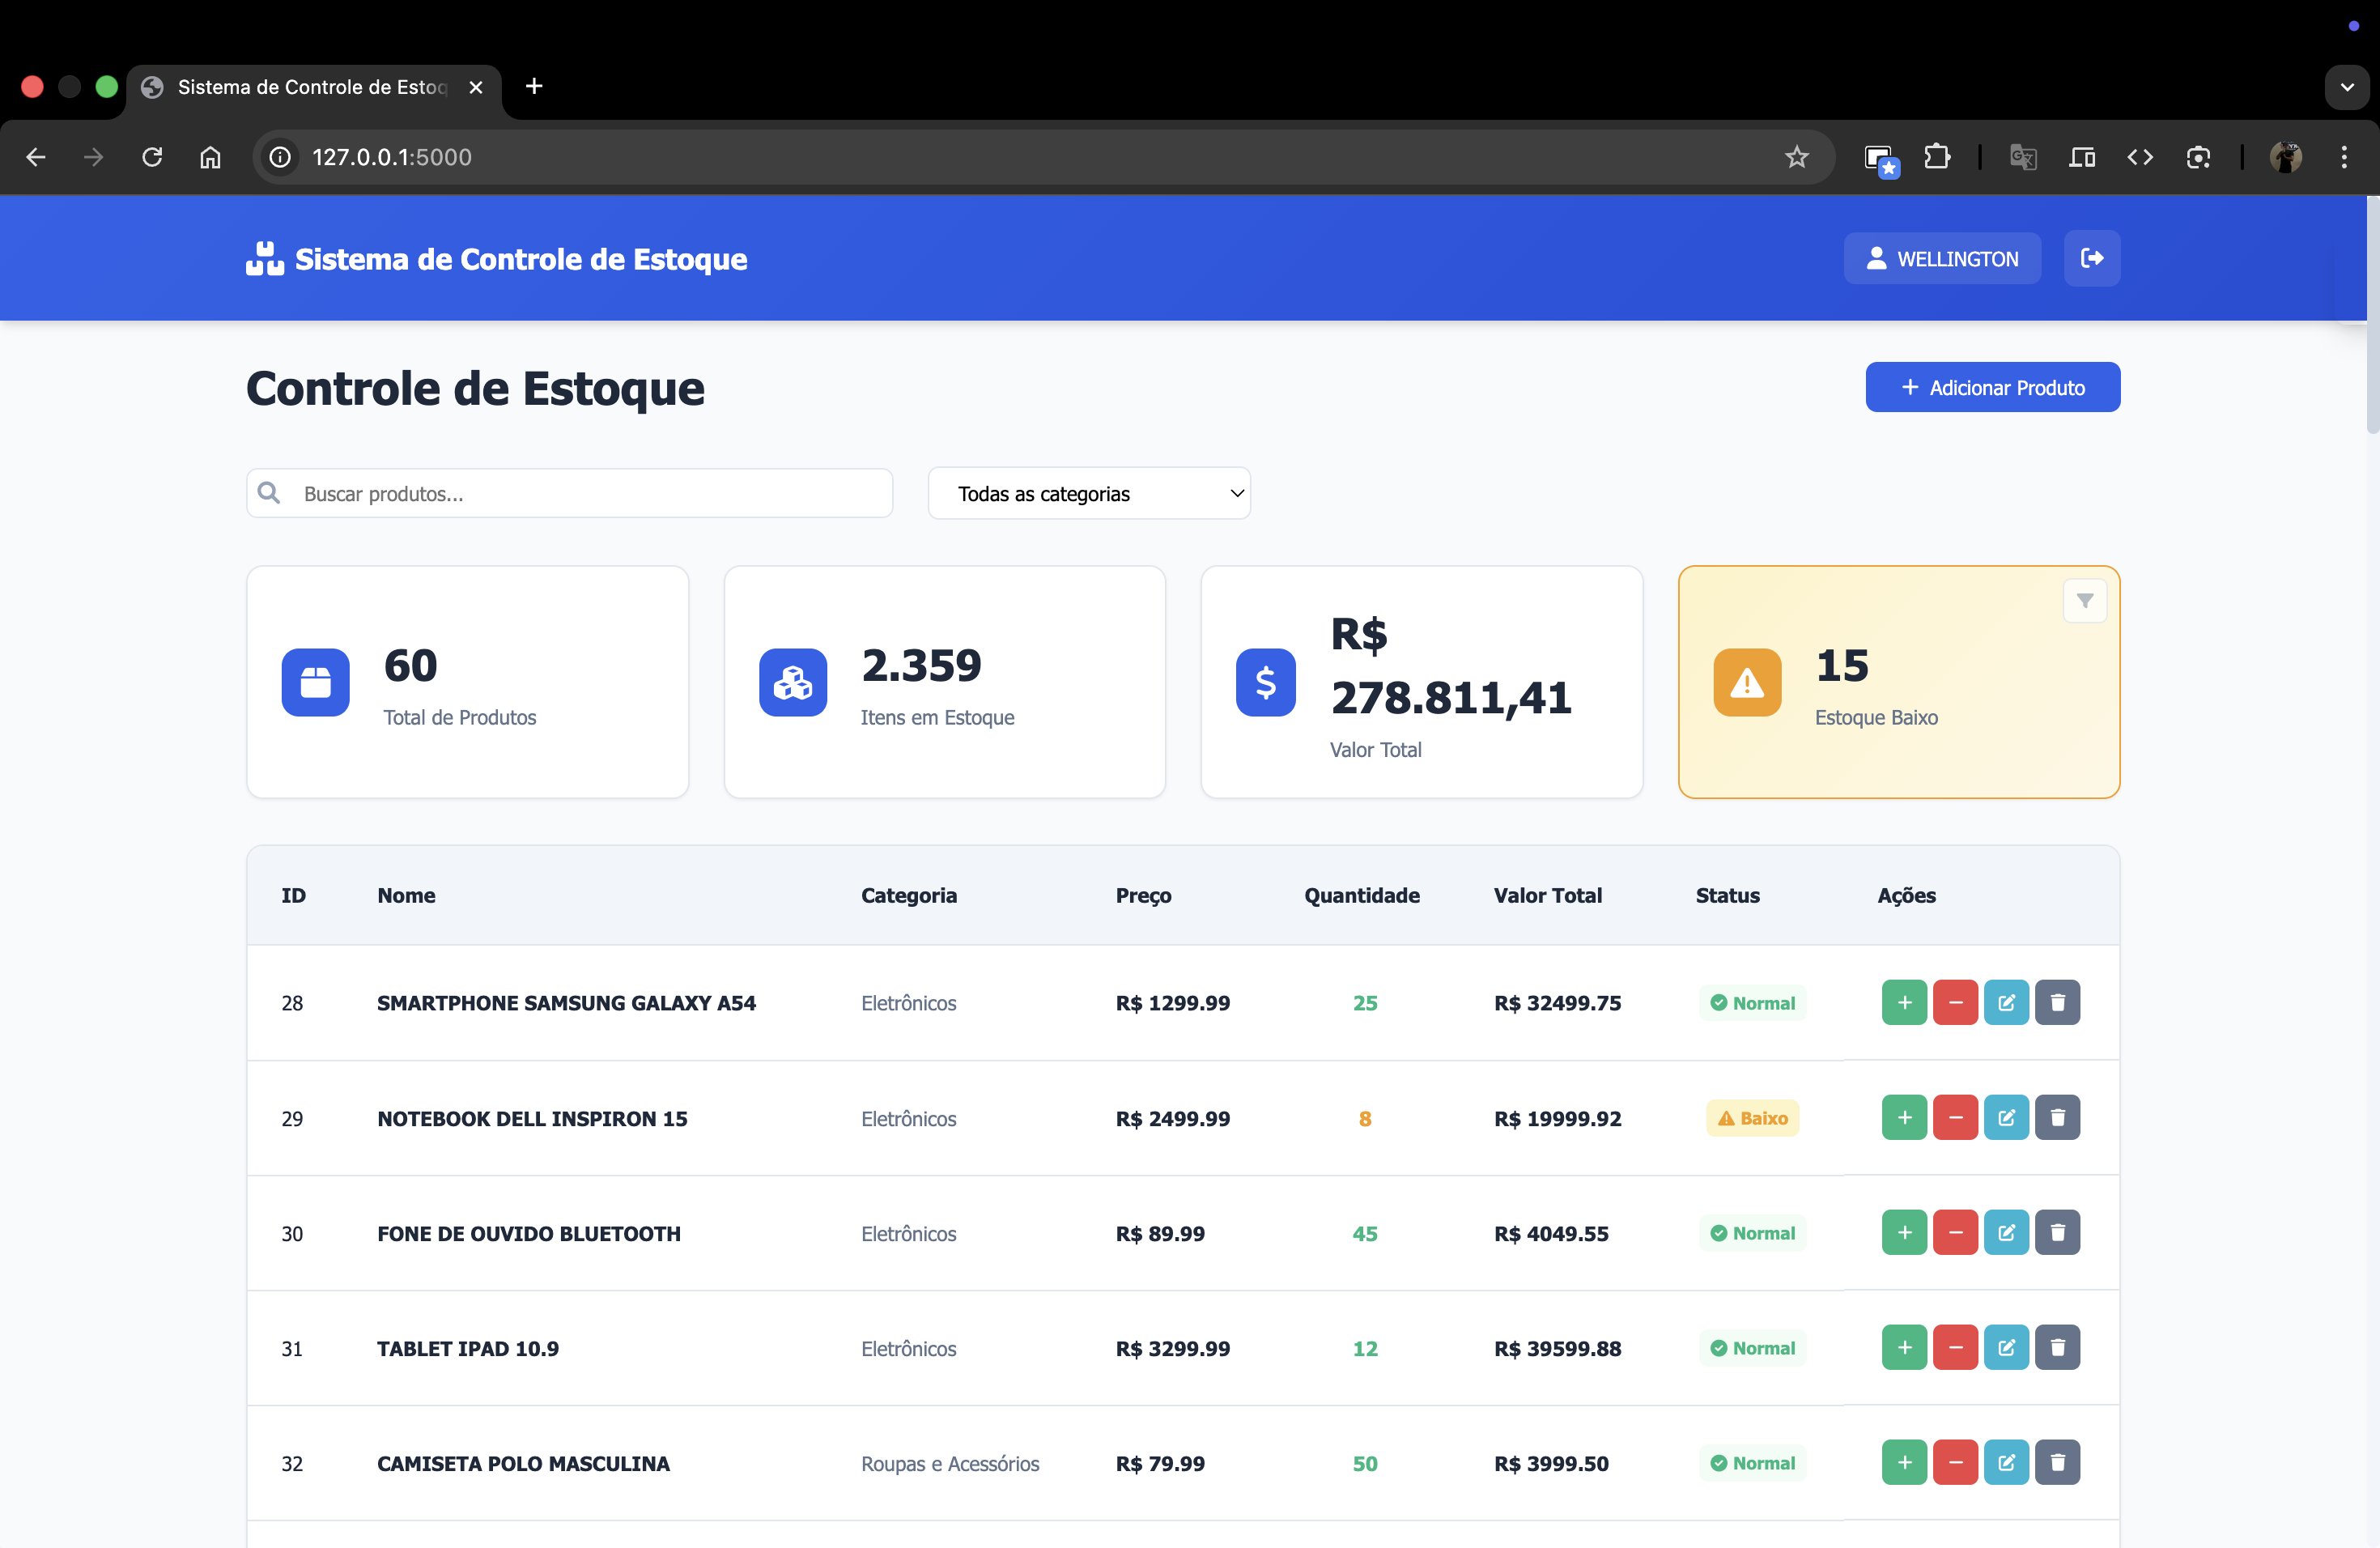 Sistema de Controle de Estoq
127.0.0.1:5000
Sistema de Controle de Estoque
WELLINGTON
Controle de Estoque
+ Adicionar Produto
Buscar produtos...
Todas as categorias
60
Total de Produtos
2.359
Itens em Estoque
R$
278.811,41
Valor Total
15
Estoque Baixo
ID Nome Categoria Preço Quantidade Valor Total Status Ações
28 SMARTPHONE SAMSUNG GALAXY A54 Eletrônicos R$ 1299.99 25 R$ 32499.75 Normal
29 NOTEBOOK DELL INSPIRON 15 Eletrônicos R$ 2499.99 8 R$ 19999.92 Baixo
30 FONE DE OUVIDO BLUETOOTH Eletrônicos R$ 89.99 45 R$ 4049.55 Normal
31 TABLET IPAD 10.9 Eletrônicos R$ 3299.99 12 R$ 39599.88 Normal
32 CAMISETA POLO MASCULINA Roupas e Acessórios R$ 79.99 50 R$ 3999.50 Normal